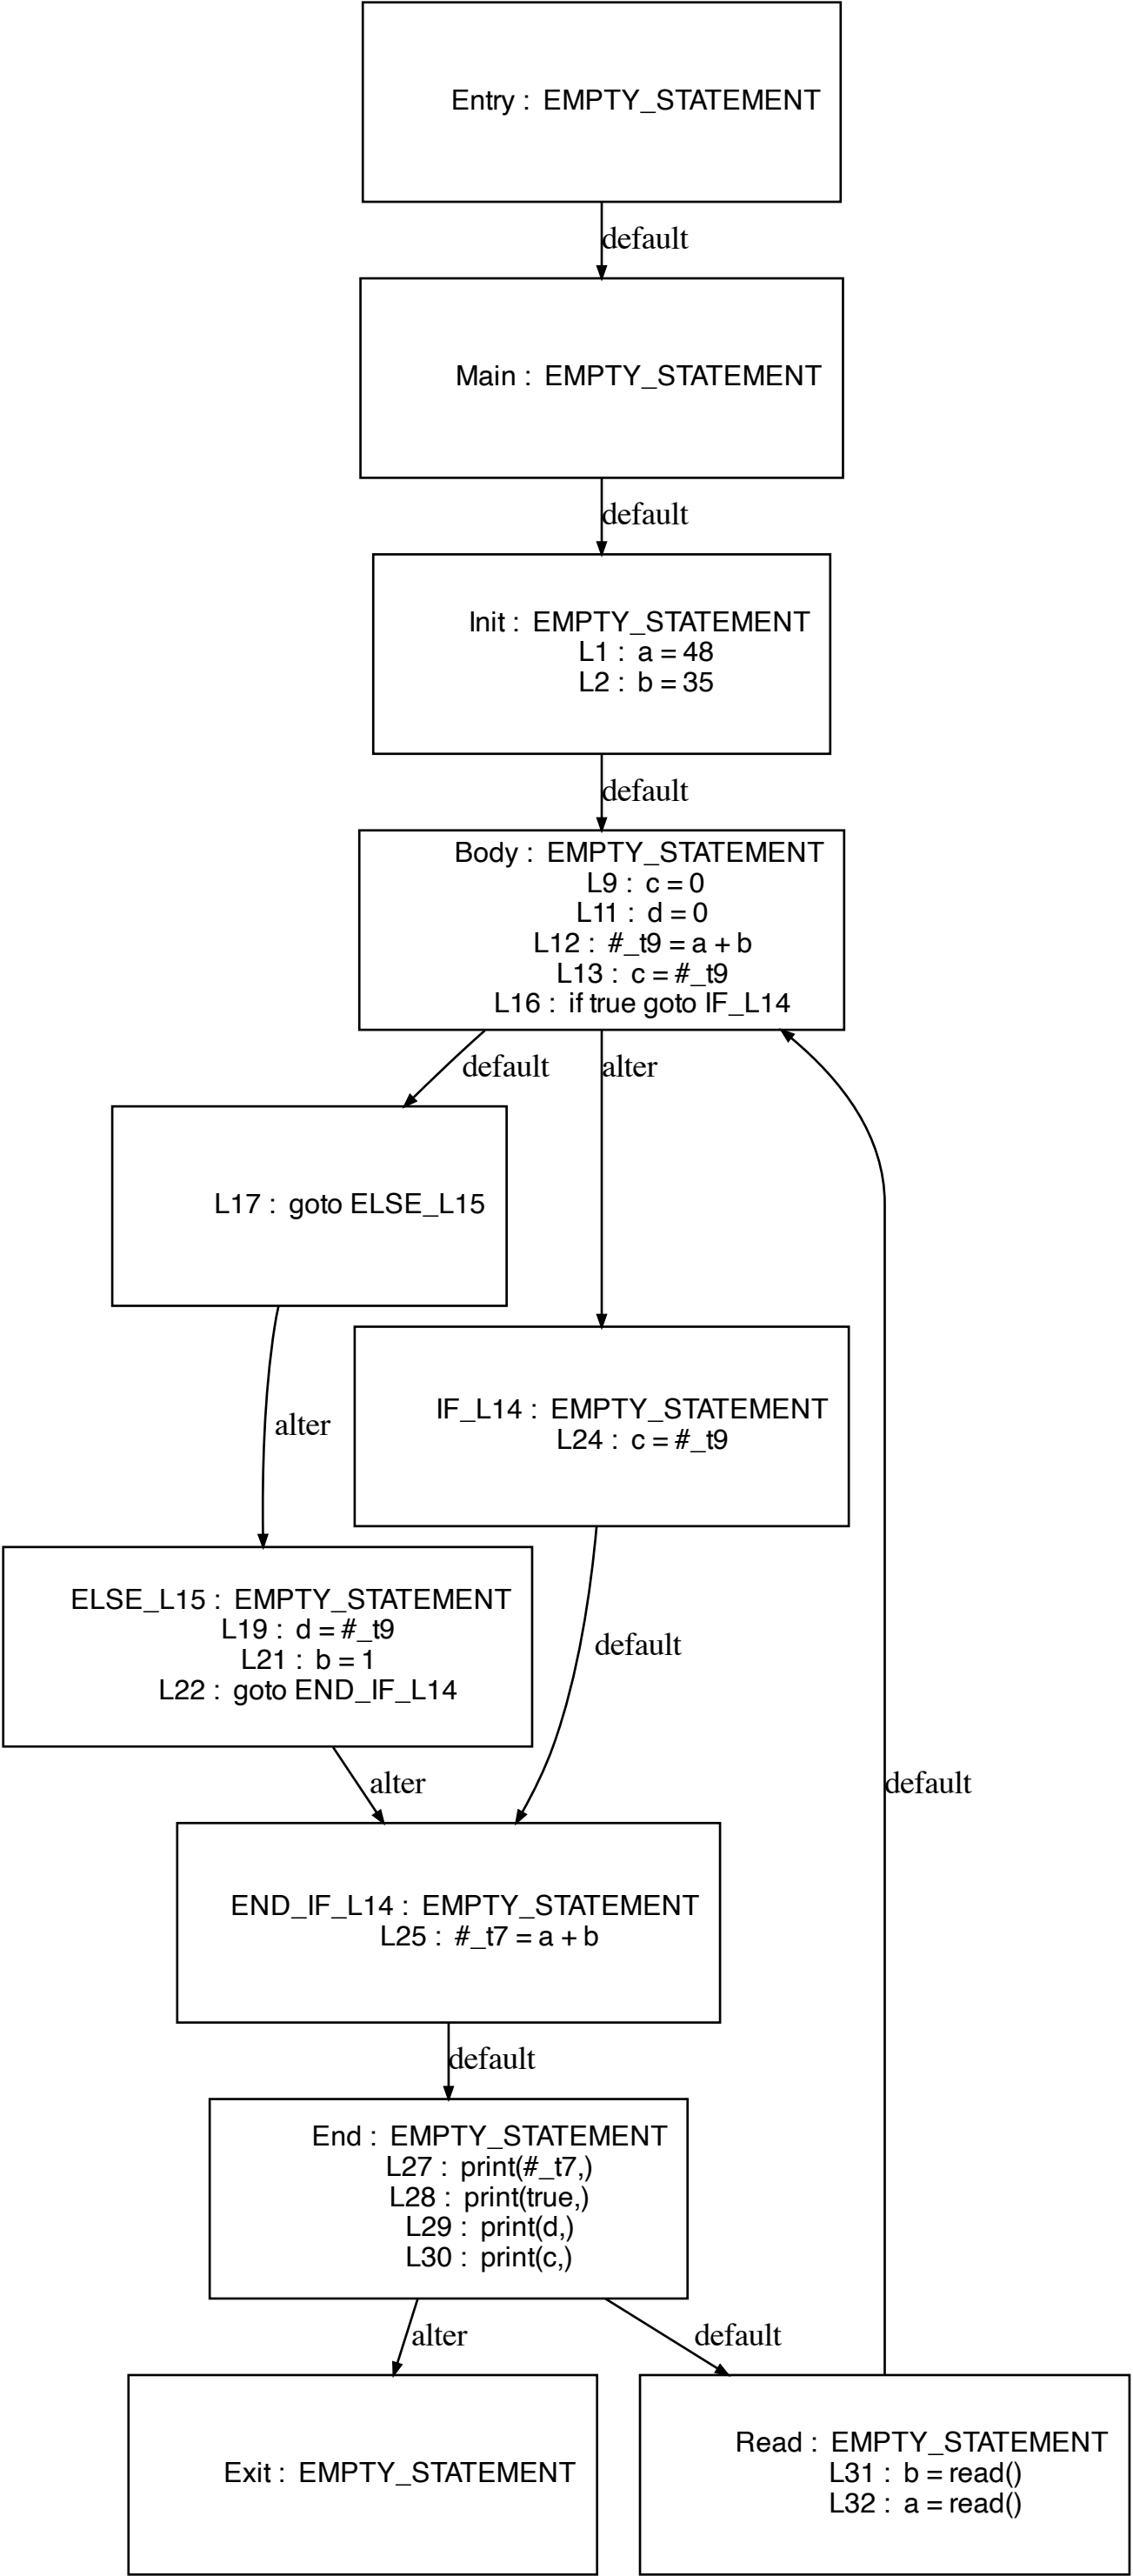 Entry :  EMPTY_STATEMENT
default
Main :  EMPTY_STATEMENT
default
Init :  EMPTY_STATEMENT
L1 :  a = 48
L2 :  b = 35
default
Body :  EMPTY_STATEMENT
L9 :  c = 0
L11 :  d = 0
L12 :  #_t9 = a + b
L13 :  c = #_t9
L16 :  if true goto IF_L14
default
alter
L17 :  goto ELSE_L15
alter
IF_L14 :  EMPTY_STATEMENT
L24 :  c = #_t9
default
ELSE_L15 :  EMPTY_STATEMENT
L19 :  d = #_t9
L21 :  b = 1
L22 :  goto END_IF_L14
alter
default
END_IF_L14 :  EMPTY_STATEMENT
L25 :  #_t7 = a + b
default
End :  EMPTY_STATEMENT
L27 :  print(#_t7,)
L28 :  print(true,)
L29 :  print(d,)
L30 :  print(c,)
alter
default
Exit :  EMPTY_STATEMENT
Read :  EMPTY_STATEMENT
L31 :  b = read()
L32 :  a = read()